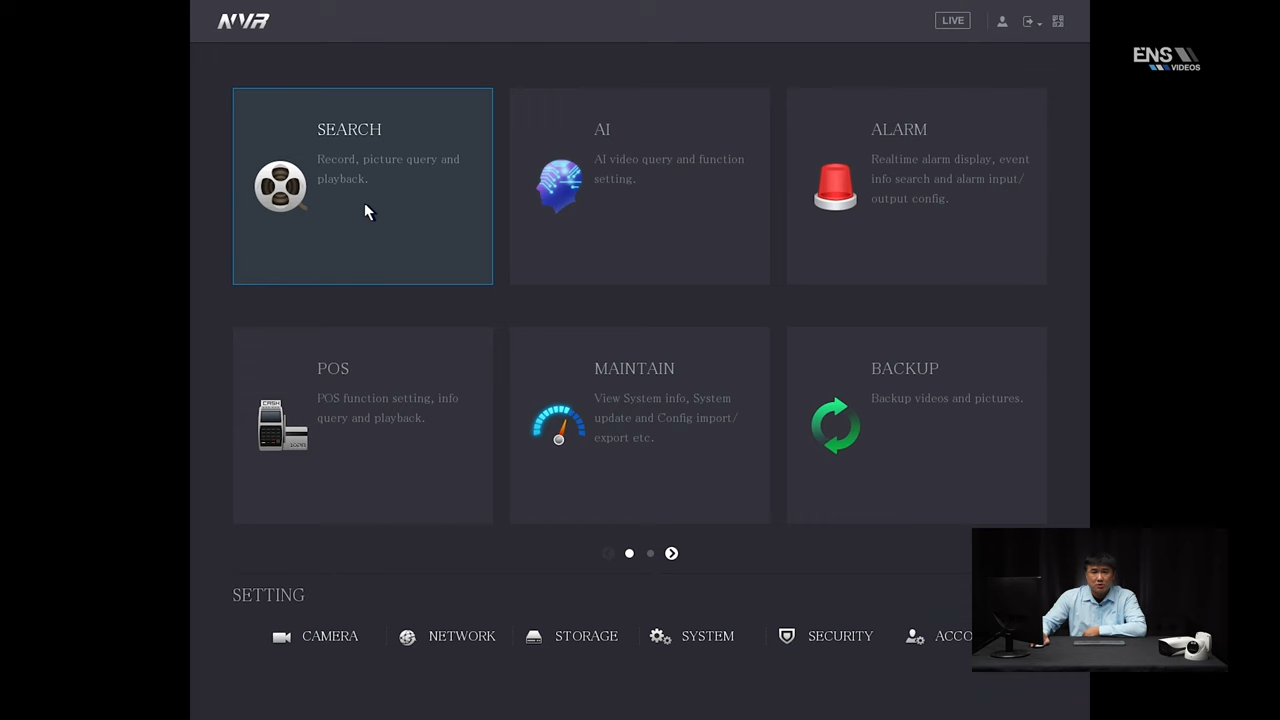 NVR
LIVE
ENS
VIDEOS
SEARCH
Record, picture query and
playback.
AI
AI video query and function
setting.
ALARM
Realtime alarm display, event
info search and alarm input/
output config.
POS
POS function setting, info
query and playback.
CASH
MAINTAIN
View System info, System
update and Config import/
export etc.
BACKUP
Backup videos and pictures.
SETTING
CAMERA
NETWORK
STORAGE
SYSTEM
SECURITY
ACCO